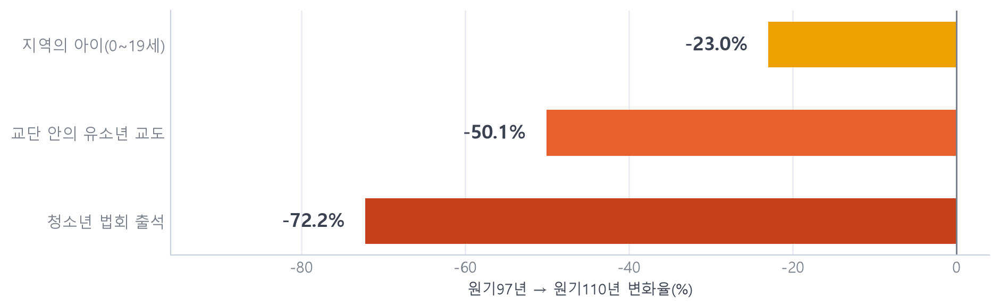 지역의 아이(0~19세)
-23.0%
교단 안의 유소년 교도
-50.1%
청소년 법회 출석
-72.2%
-80 -60 -40 -20 0
원기97년 → 원기110년 변화율(%)